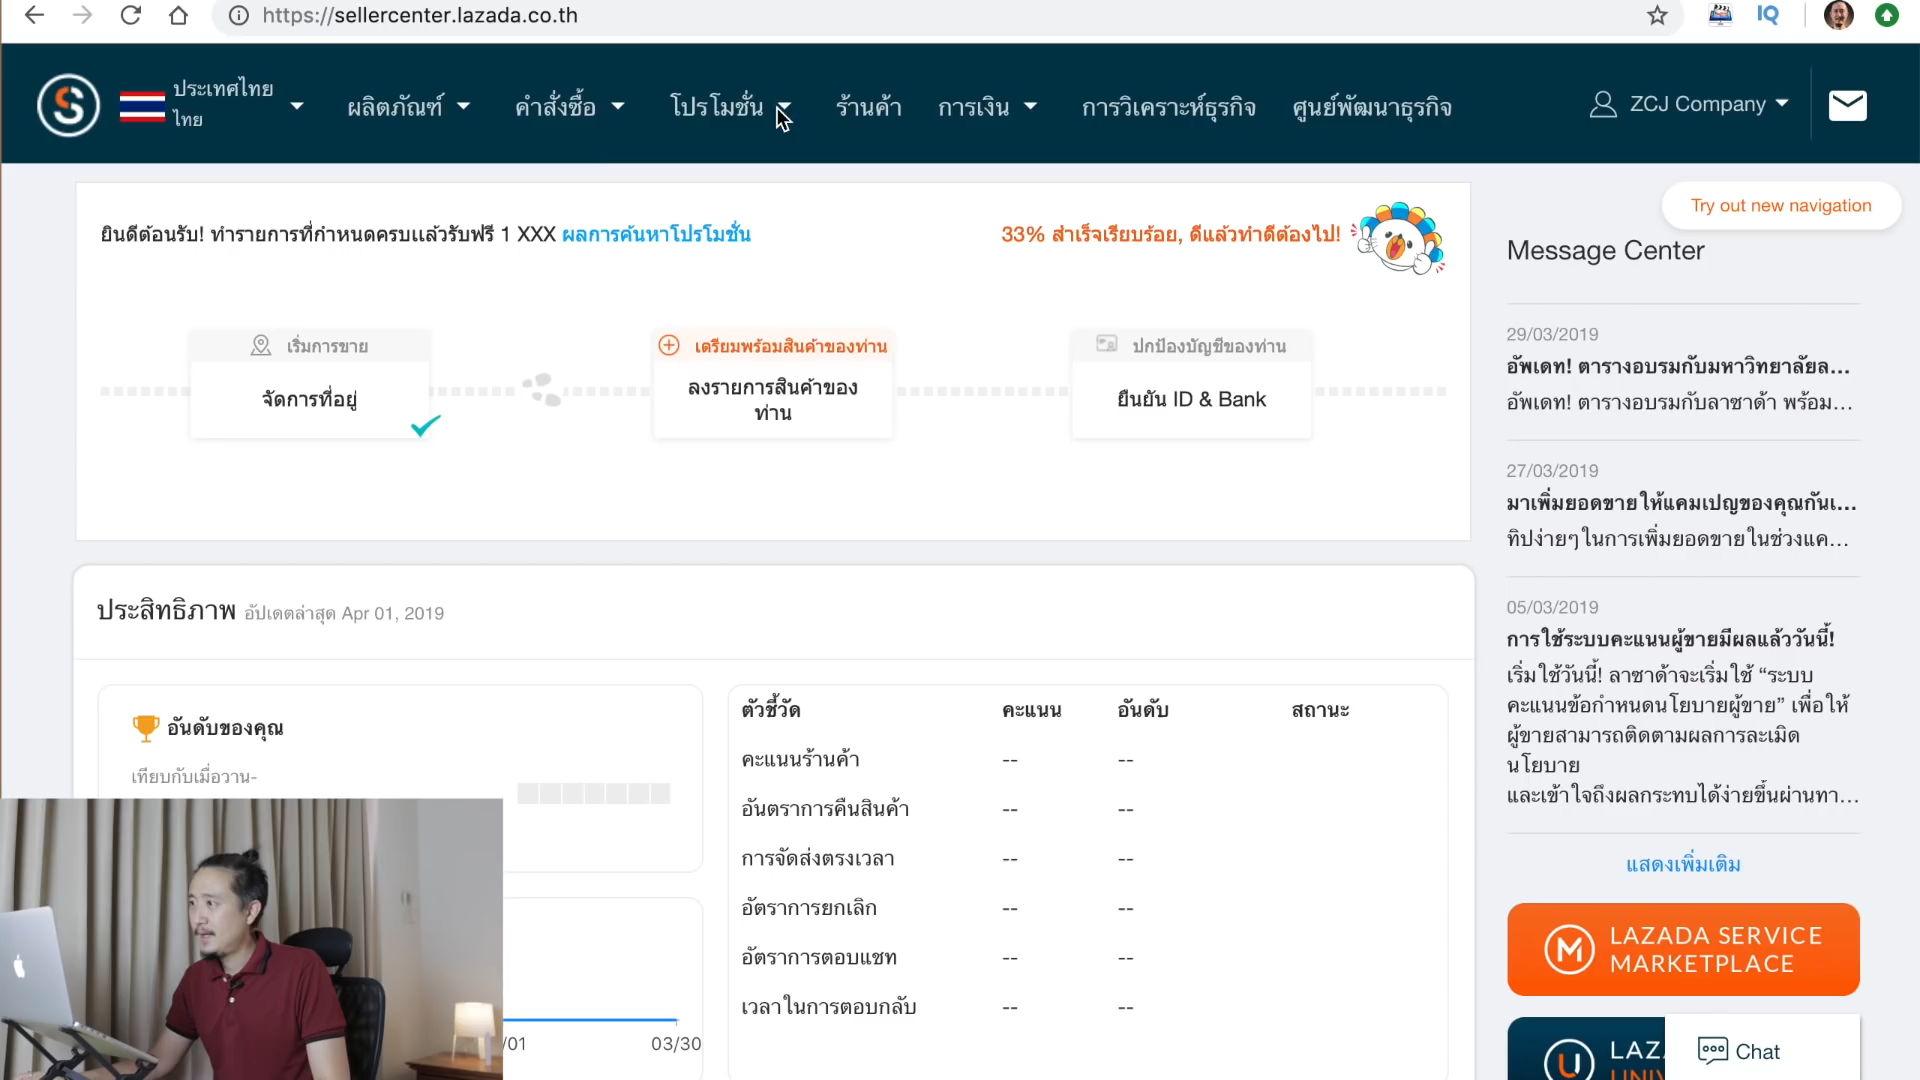 https://sellercenter.lazada.co.th
IQ
ประเทศไทย
ไทย
ผลิตภัณฑ์
คำสั่งซื้อ
โปรโมชั่น
ร้านค้า
การเงิน
การวิเคราะห์ธุรกิจ
ศูนย์พัฒนาธุรกิจ
ZCJ Company
Try out new navigation
ยินดีต้อนรับ! ทำรายการที่กำหนดครบแล้วรับฟรี 1 XXX ผลการค้นหาโปรโมชั่น
33% สำเร็จเรียบร้อย, ดีแล้วทำดีต้องไป!
เริ่มการขาย
จัดการที่อยู่
เตรียมพร้อมสินค้าของท่าน
ลงรายการสินค้าของ
ท่าน
ปกป้องบัญชีของท่าน
ยืนยัน ID & Bank
ประสิทธิภาพ อัปเดตล่าสุด Apr 01, 2019
อันดับของคุณ
เทียบกับเมื่อวาน-
/01
03/30
ตัวชี้วัด คะแนน อันดับ สถานะ
คะแนนร้านค้า -- --
อันตราการคืนสินค้า -- --
การจัดส่งตรงเวลา -- --
อัตราการยกเลิก -- --
อัตราการตอบแชท -- --
เวลาในการตอบกลับ -- --
Message Center
29/03/2019
อัพเดท! ตารางอบรมกับมหาวิทยาลัยล...
อัพเดท! ตารางอบรมกับลาซาด้า พร้อม...
27/03/2019
มาเพิ่มยอดขายให้แคมเปญของคุณกันเ...
ทิปง่ายๆในการเพิ่มยอดขายในช่วงแค...
05/03/2019
การใช้ระบบคะแนนผู้ขายมีผลแล้ววันนี้!
เริ่มใช้วันนี้! ลาซาด้าจะเริ่มใช้ “ระบบ
คะแนนข้อกำหนดนโยบายผู้ขาย” เพื่อให้
ผู้ขายสามารถติดตามผลการละเมิด
นโยบาย
และเข้าใจถึงผลกระทบได้ง่ายขึ้นผ่านทา...
แสดงเพิ่มเติม
LAZADA SERVICE
MARKETPLACE
LAZ
Chat